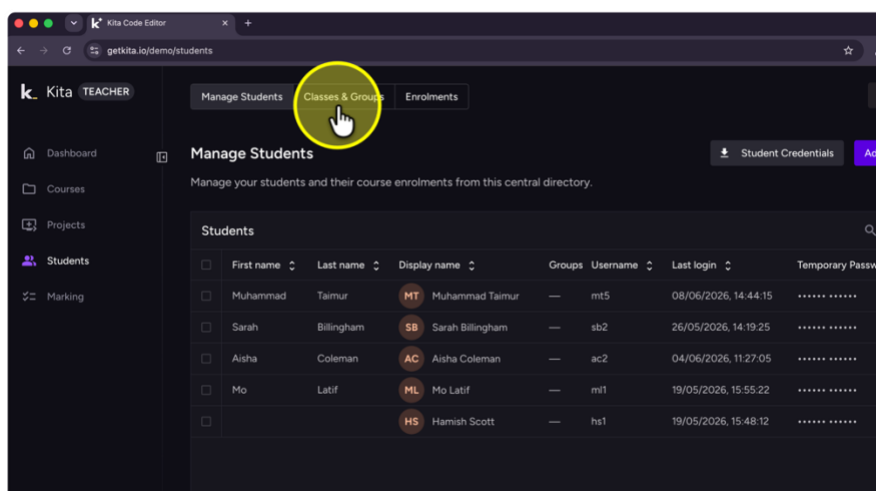 Kita Code Editor
getkita.io/demo/students
k_ Kita TEACHER
Manage Students Classes & Groups Enrolments
Dashboard
Courses
Projects
Students
Marking
Manage Students
Student Credentials
Ad
Manage your students and their course enrolments from this central directory.
Students
First name Last name Display name Groups Username Last login Temporary Passw
Muhammad Taimur MT Muhammad Taimur — mt5 08/06/2026, 14:44:15 •••••• ••••••
Sarah Billingham SB Sarah Billingham — sb2 26/05/2026, 14:19:25 •••••• ••••••
Aisha Coleman AC Aisha Coleman — ac2 04/06/2026, 11:27:05 •••••• ••••••
Mo Latif ML Mo Latif — ml1 19/05/2026, 15:55:22 •••••• ••••••
HS Hamish Scott — hs1 19/05/2026, 15:48:12 •••••• ••••••